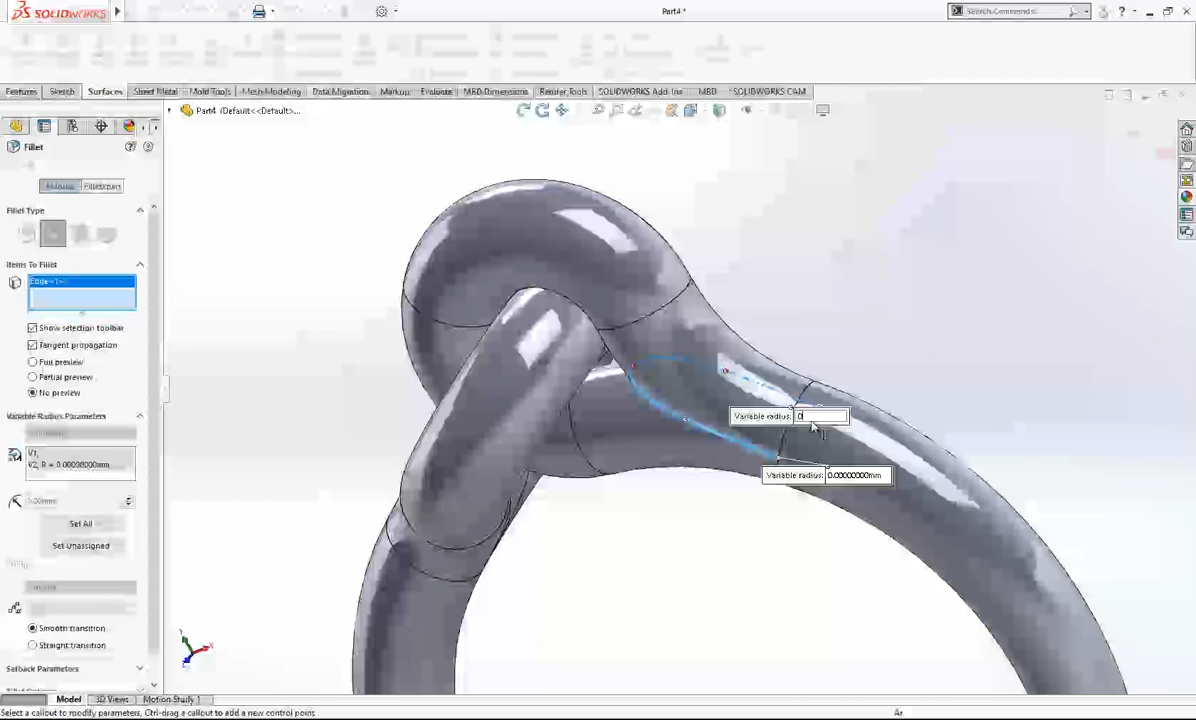 SOLIDWORKS
Part4 *
Search Commands
Features Sketch Surfaces Sheet Metal Mold Tools Mesh Modeling Data Migration Markup Evaluate MBD Dimensions Render Tools SOLIDWORKS Add-Ins MBD SOLIDWORKS CAM
Part4 (Default<<Default>...
Fillet
Manual FilletXpert
Fillet Type
Items To Fillet
Edge<1>
Show selection toolbar
Tangent propagation
Full preview
Partial preview
No preview
Variable Radius Parameters
V1,
V2, R = 0.00000000mm
0.00mm
Set All
Set Unassigned
Smooth transition
Straight transition
Setback Parameters
Variable radius: 0
Variable radius: 0.00000000mm
Y
X
Z
Model 3D Views Motion Study 1
Select a callout to modify parameters, Ctrl-drag a callout to add a new control point